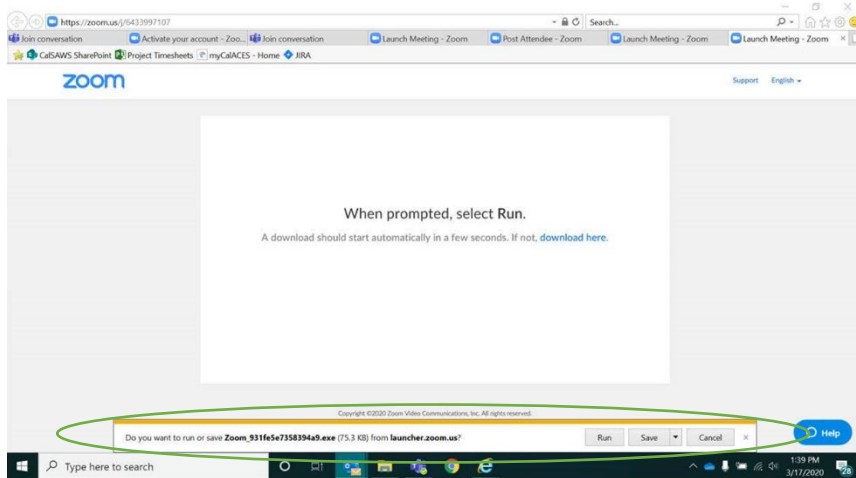 https://zoom.us/j/6433997107
Search...
Join conversation
Activate your account - Zoo...
Join conversation
Launch Meeting - Zoom
Post Attendee - Zoom
Launch Meeting - Zoom
Launch Meeting - Zoom
CalSAWS SharePoint Project Timesheets myCalACES - Home JIRA
zoom
Support English
When prompted, select Run.
A download should start automatically in a few seconds. If not, download here.
Copyright ©2020 Zoom Video Communications, Inc. All rights reserved.
Do you want to run or save Zoom_931fe5e7358394a9.exe (75.3 KB) from launcher.zoom.us?
Run Save Cancel
Help
Type here to search
1:39 PM
3/17/2020
28